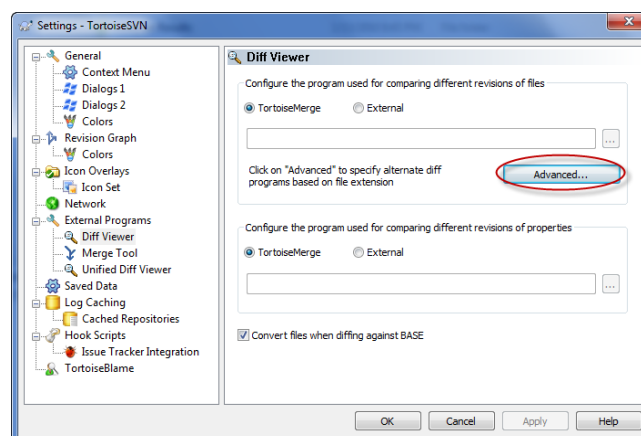 Settings - TortoiseSVN
General
Context Menu
Dialogs 1
Dialogs 2
Colors
Revision Graph
Colors
Icon Overlays
Icon Set
Network
External Programs
Diff Viewer
Merge Tool
Unified Diff Viewer
Saved Data
Log Caching
Cached Repositories
Hook Scripts
Issue Tracker Integration
TortoiseBlame
Diff Viewer
Configure the program used for comparing different revisions of files
TortoiseMerge External
...
Click on "Advanced" to specify alternate diff
programs based on file extension
Advanced...
Configure the program used for comparing different revisions of properties
TortoiseMerge External
...
Convert files when diffing against BASE
OK Cancel Apply Help